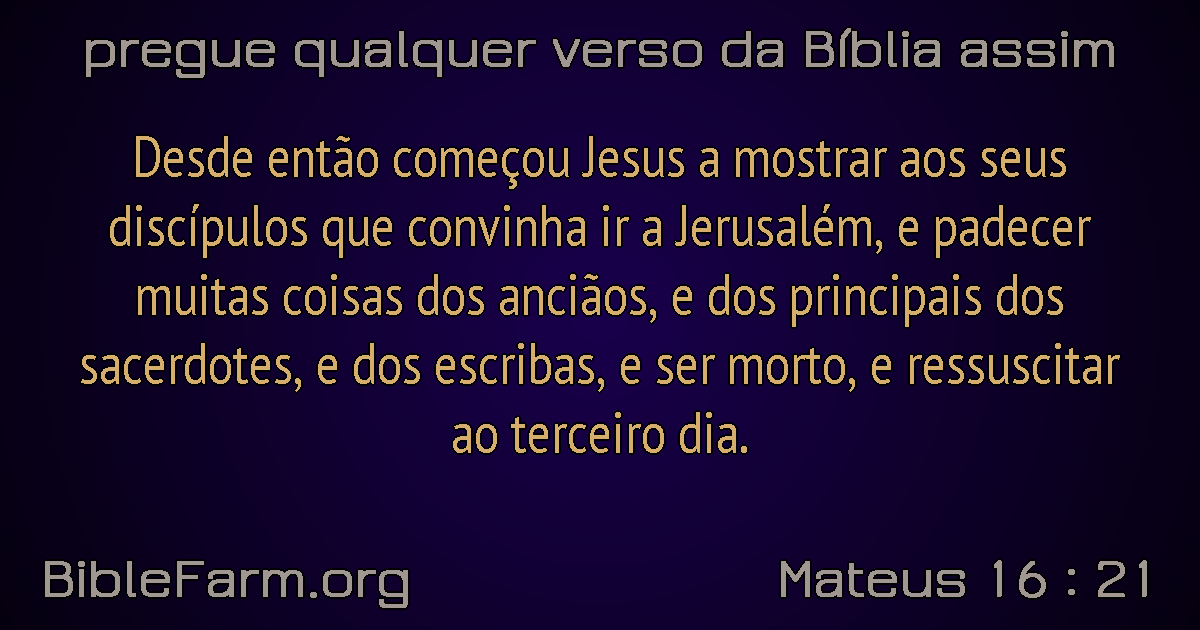 pregue qualquer verso da Bíblia assim
Desde então começou Jesus a mostrar aos seus
discípulos que convinha ir a Jerusalém, e padecer
muitas coisas dos anciãos, e dos principais dos
sacerdotes, e dos escribas, e ser morto, e ressuscitar
ao terceiro dia.
BibleFarm.org
Mateus 16 : 21